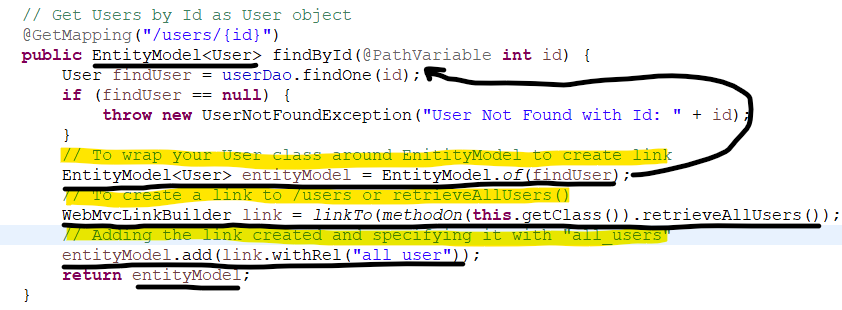 // Get Users by Id as User object
@GetMapping("/users/{id}")
public EntityModel<User> findById(@PathVariable int id) {
User findUser = userDao.findOne(id);
if (findUser == null) {
throw new UserNotFoundException("User Not Found with Id: " + id);
}
// To wrap your User class around EnitityModel to create link
EntityModel<User> entityModel = EntityModel.of(findUser);
// To create a link to /users or retrieveAllUsers()
WebMvcLinkBuilder link = linkTo(methodOn(this.getClass()).retrieveAllUsers());
// Adding the link created and specifying it with "all_users"
entityModel.add(link.withRel("all_user"));
return entityModel;
}